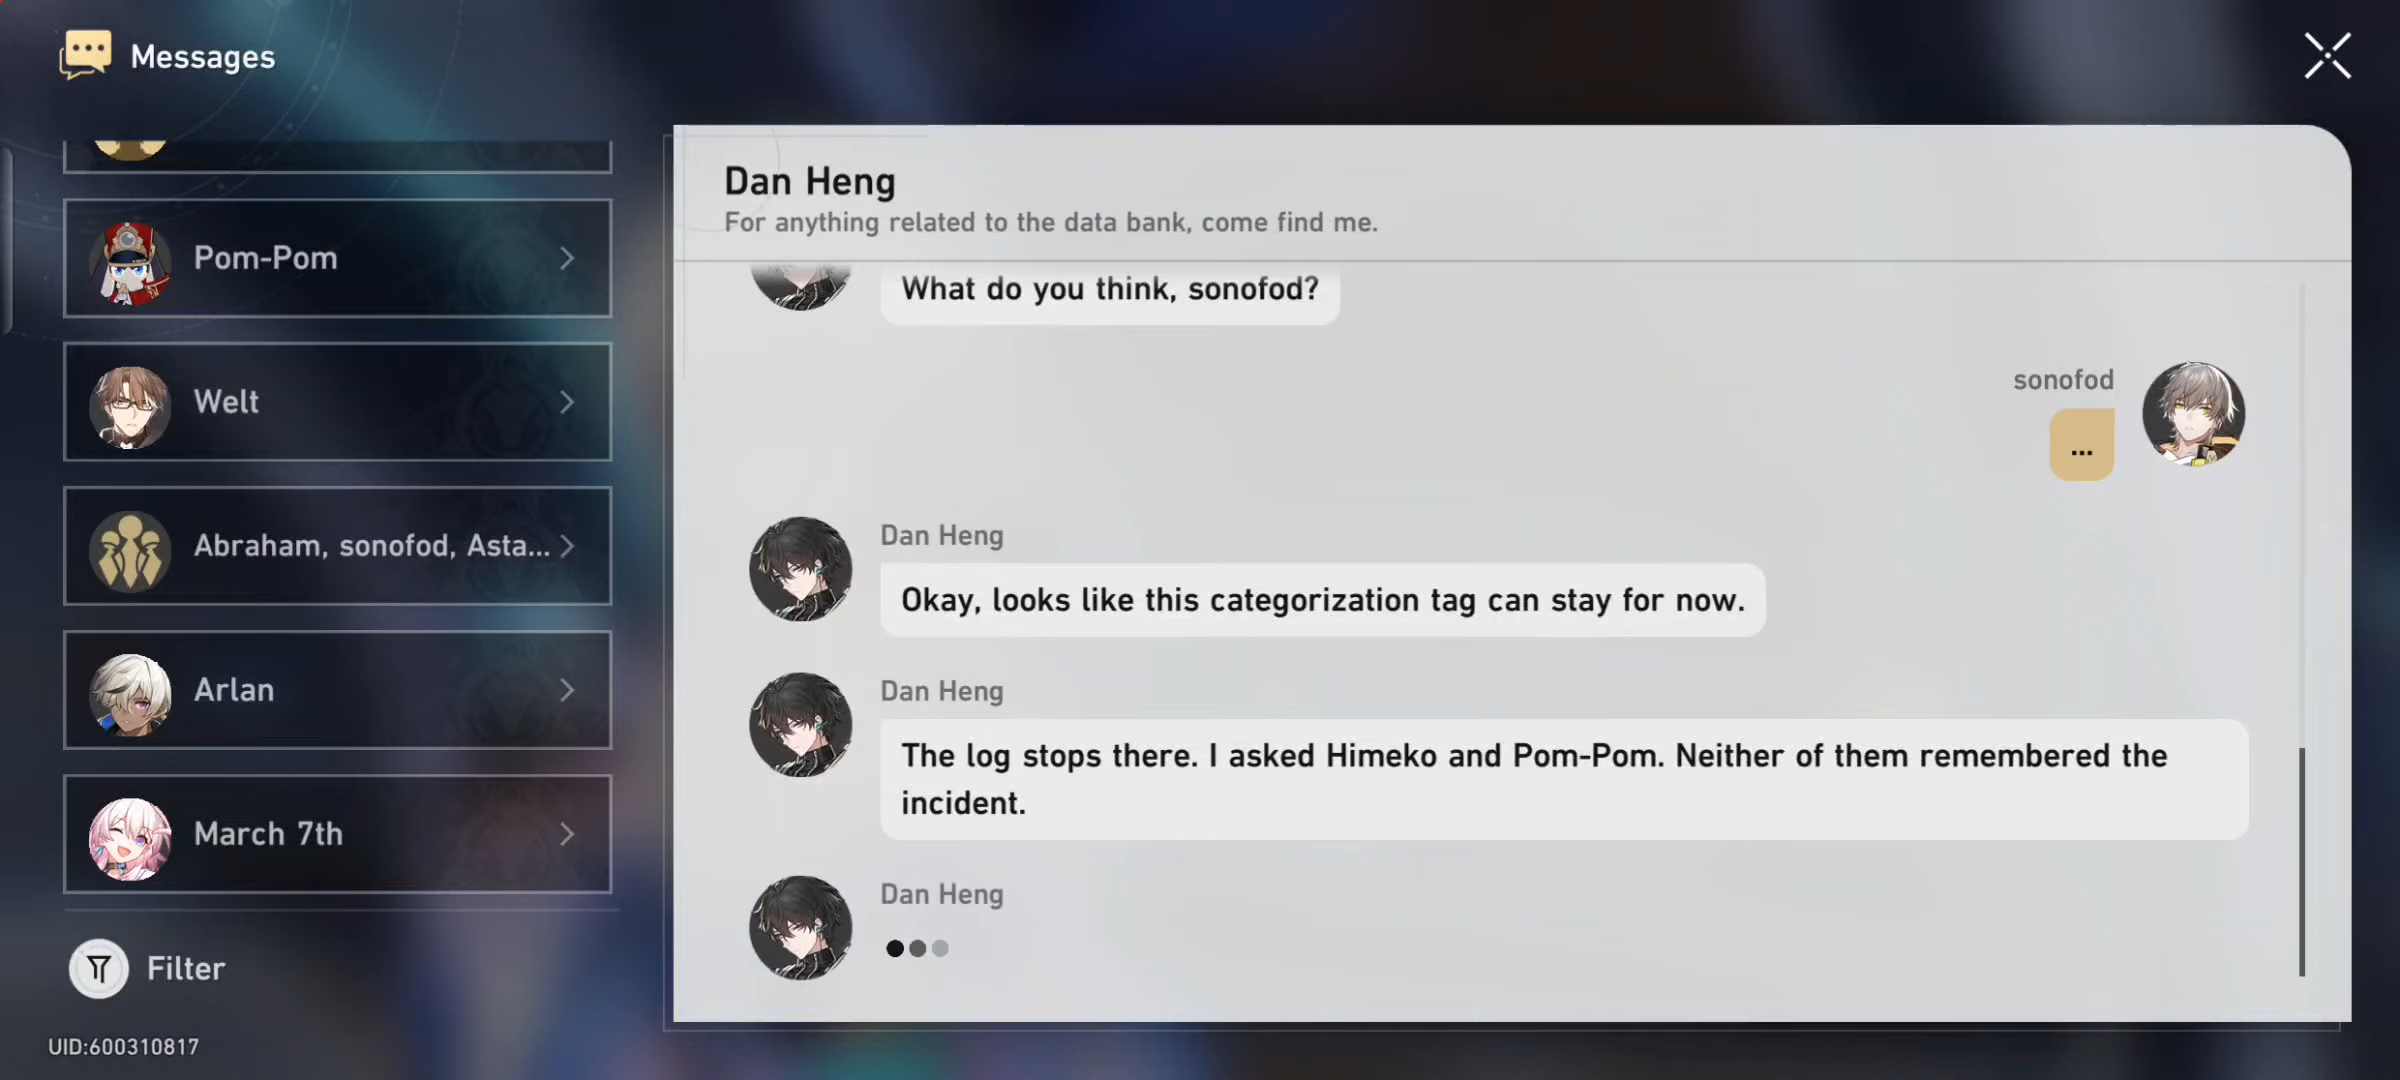 Messages
Pom-Pom
Welt
Abraham, sonofod, Asta...
Arlan
March 7th
Filter
UID:600310817
Dan Heng
For anything related to the data bank, come find me.
What do you think, sonofod?
sonofod
...
Dan Heng
Okay, looks like this categorization tag can stay for now.
Dan Heng
The log stops there. I asked Himeko and Pom-Pom. Neither of them remembered the
incident.
Dan Heng